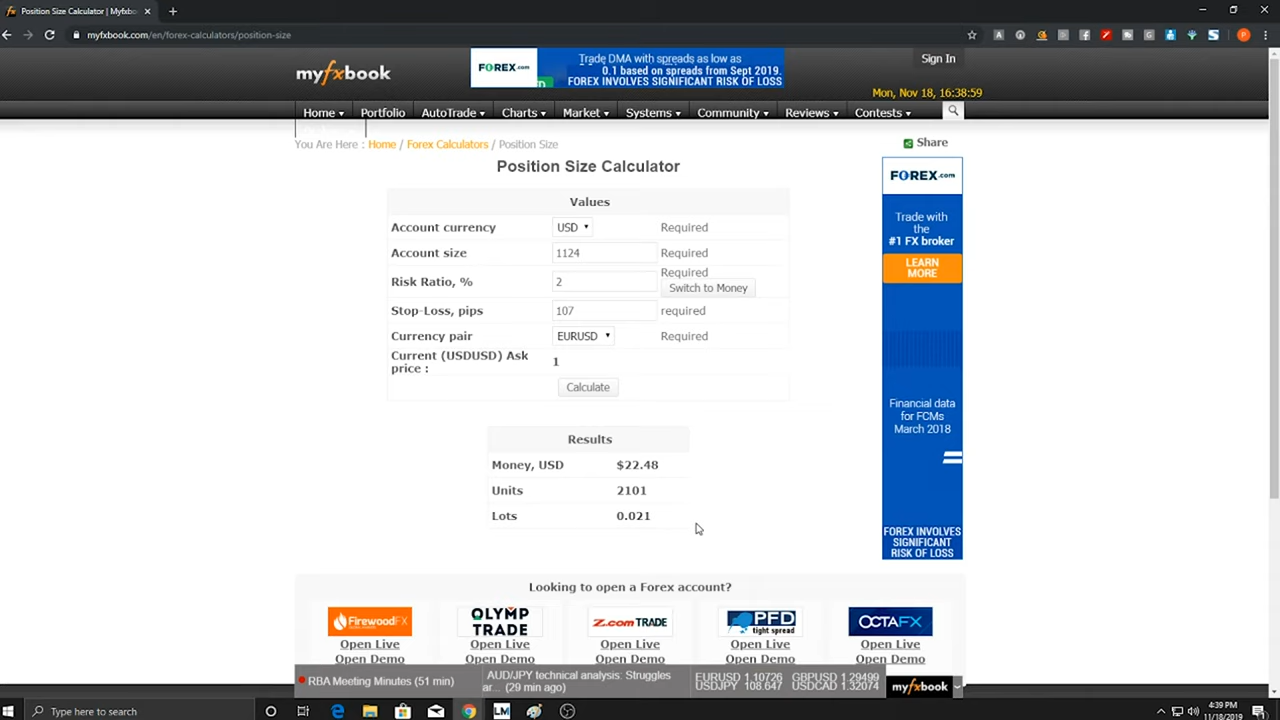 Position Size Calculator | Myfxb
myfxbook.com/en/forex-calculators/position-size
myfxbook
FOREX.com
Trade DMA with spreads as low as
0.1 based on spreads from Sept 2019.
FOREX INVOLVES SIGNIFICANT RISK OF LOSS
Sign In
Mon, Nov 18, 16:38:59
Home Portfolio AutoTrade Charts Market Systems Community Reviews Contests
You Are Here : Home / Forex Calculators / Position Size
Share
Position Size Calculator
Values
Account currency USD Required
Account size 1124 Required
Risk Ratio, % 2 Required
Switch to Money
Stop-Loss, pips 107 required
Currency pair EURUSD Required
Current (USDUSD) Ask
price : 1
Calculate
Results
Money, USD $22.48
Units 2101
Lots 0.021
FOREX.com
Trade with
the
#1 FX broker
LEARN
MORE
Financial data
for FCMs
March 2018
FOREX INVOLVES
SIGNIFICANT
RISK OF LOSS
Looking to open a Forex account?
FirewoodFX OLYMP TRADE Z.com TRADE PFD tight spread OCTAFX
Open Live Open Live Open Live Open Live Open Live
Open Demo Open Demo Open Demo Open Demo Open Demo
RBA Meeting Minutes (51 min)
AUD/JPY technical analysis: Struggles
ar... (29 min ago)
EURUSD 1.10726 GBPUSD 1.29499
USDJPY 108.647 USDCAD 1.32074
myfxbook
Type here to search
LM
4:39 PM
11/18/2019